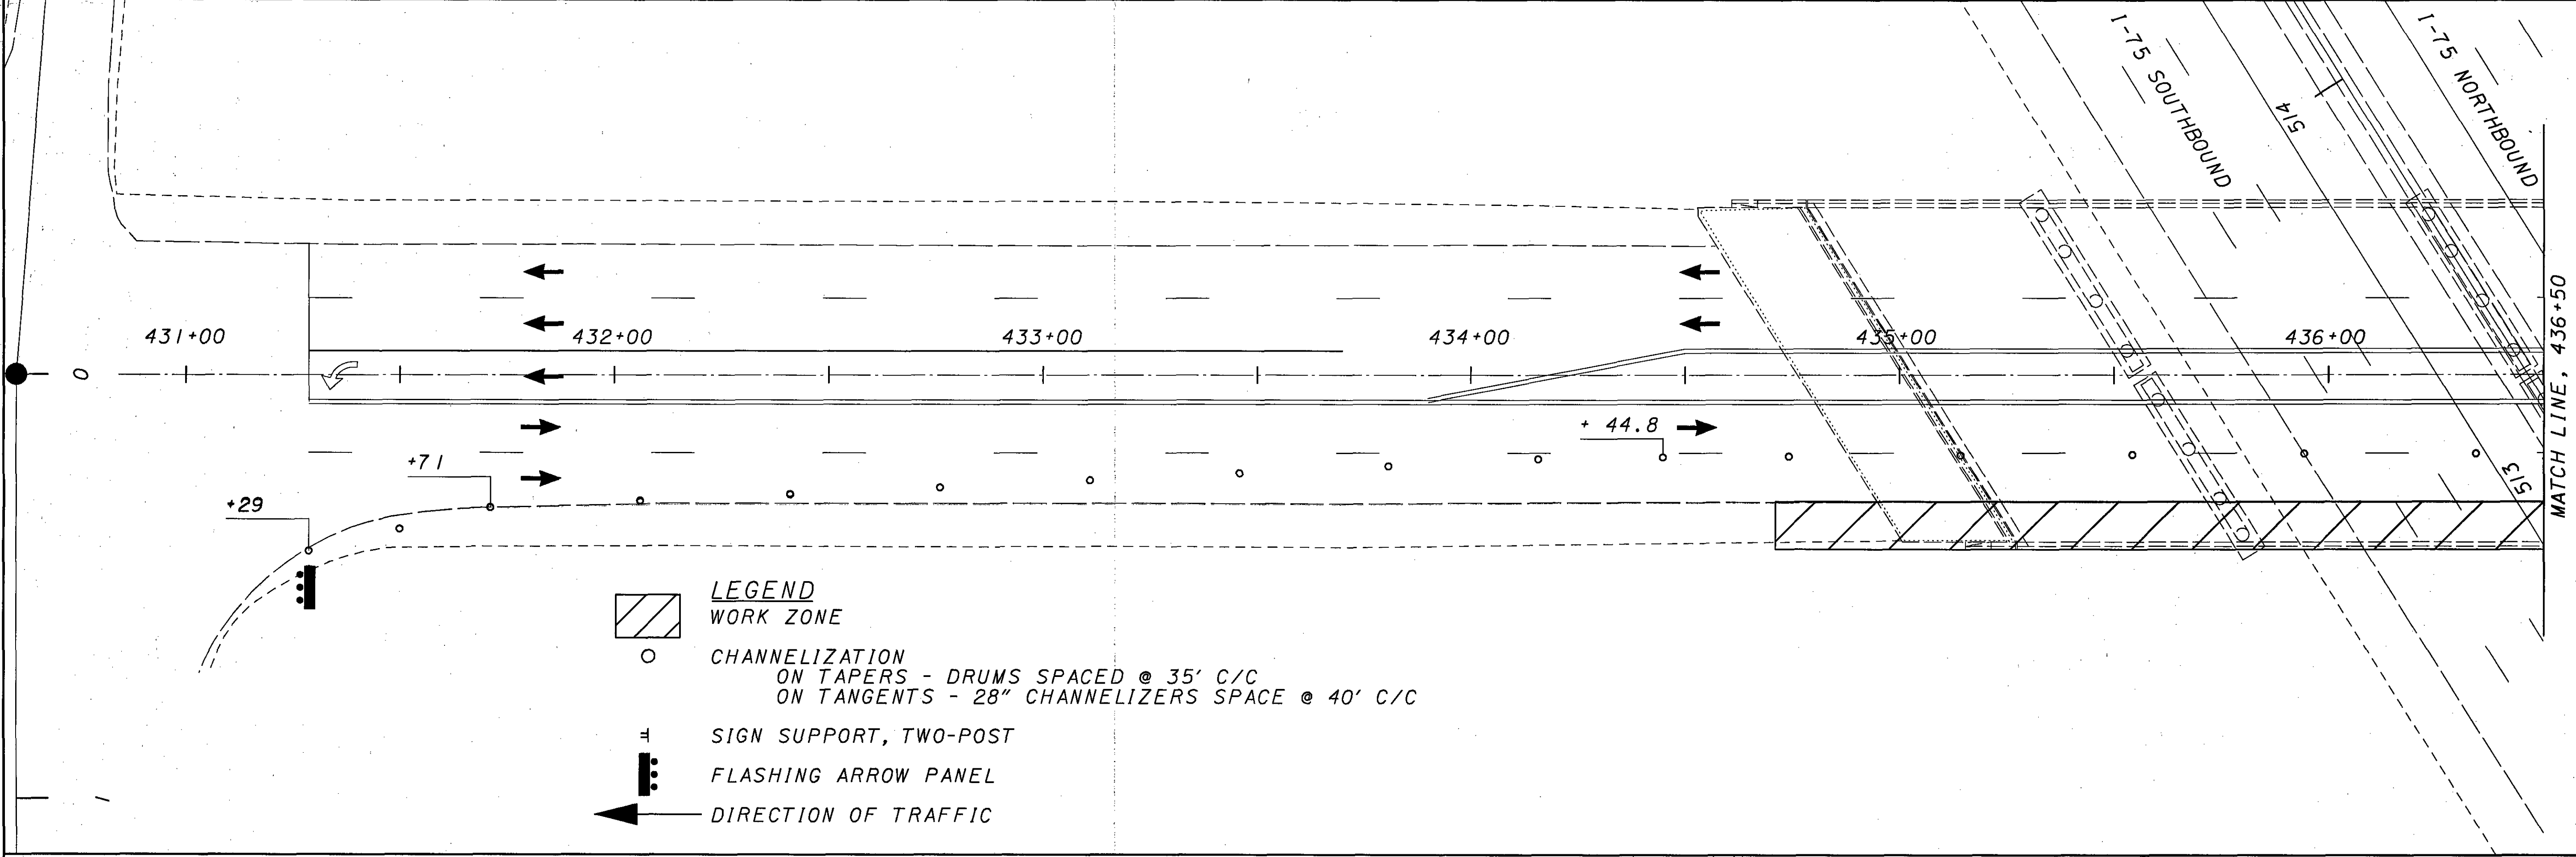 I-75 SOUTHBOUND
514
I-75 NORTHBOUND
MATCH LINE, 436+50
431+00
432+00
433+00
434+00
435+00
436+00
0
+ 44.8
+71
+29
513
LEGEND
WORK ZONE
CHANNELIZATION
ON TAPERS - DRUMS SPACED @ 35' C/C
ON TANGENTS - 28" CHANNELIZERS SPACE @ 40' C/C
SIGN SUPPORT, TWO-POST
FLASHING ARROW PANEL
DIRECTION OF TRAFFIC
1